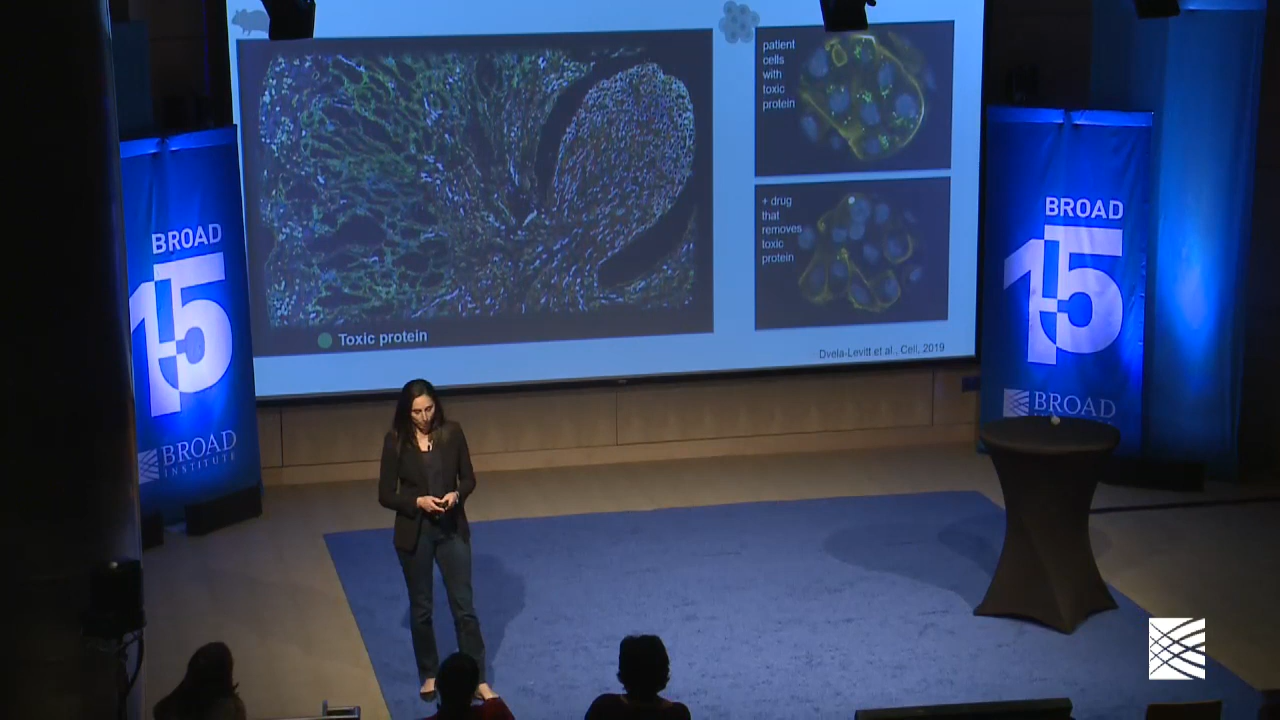 patient
cells
with
toxic
protein
+ drug
that
removes
toxic
protein
Toxic protein
Dvela-Levitt et al., Cell, 2019
BROAD
15
BROAD
INSTITUTE
BROAD
15
BROAD